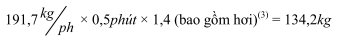 191,7 kg/ph × 0,5phút × 1,4 (bao gồm hơi)⁽³⁾ = 134,2kg